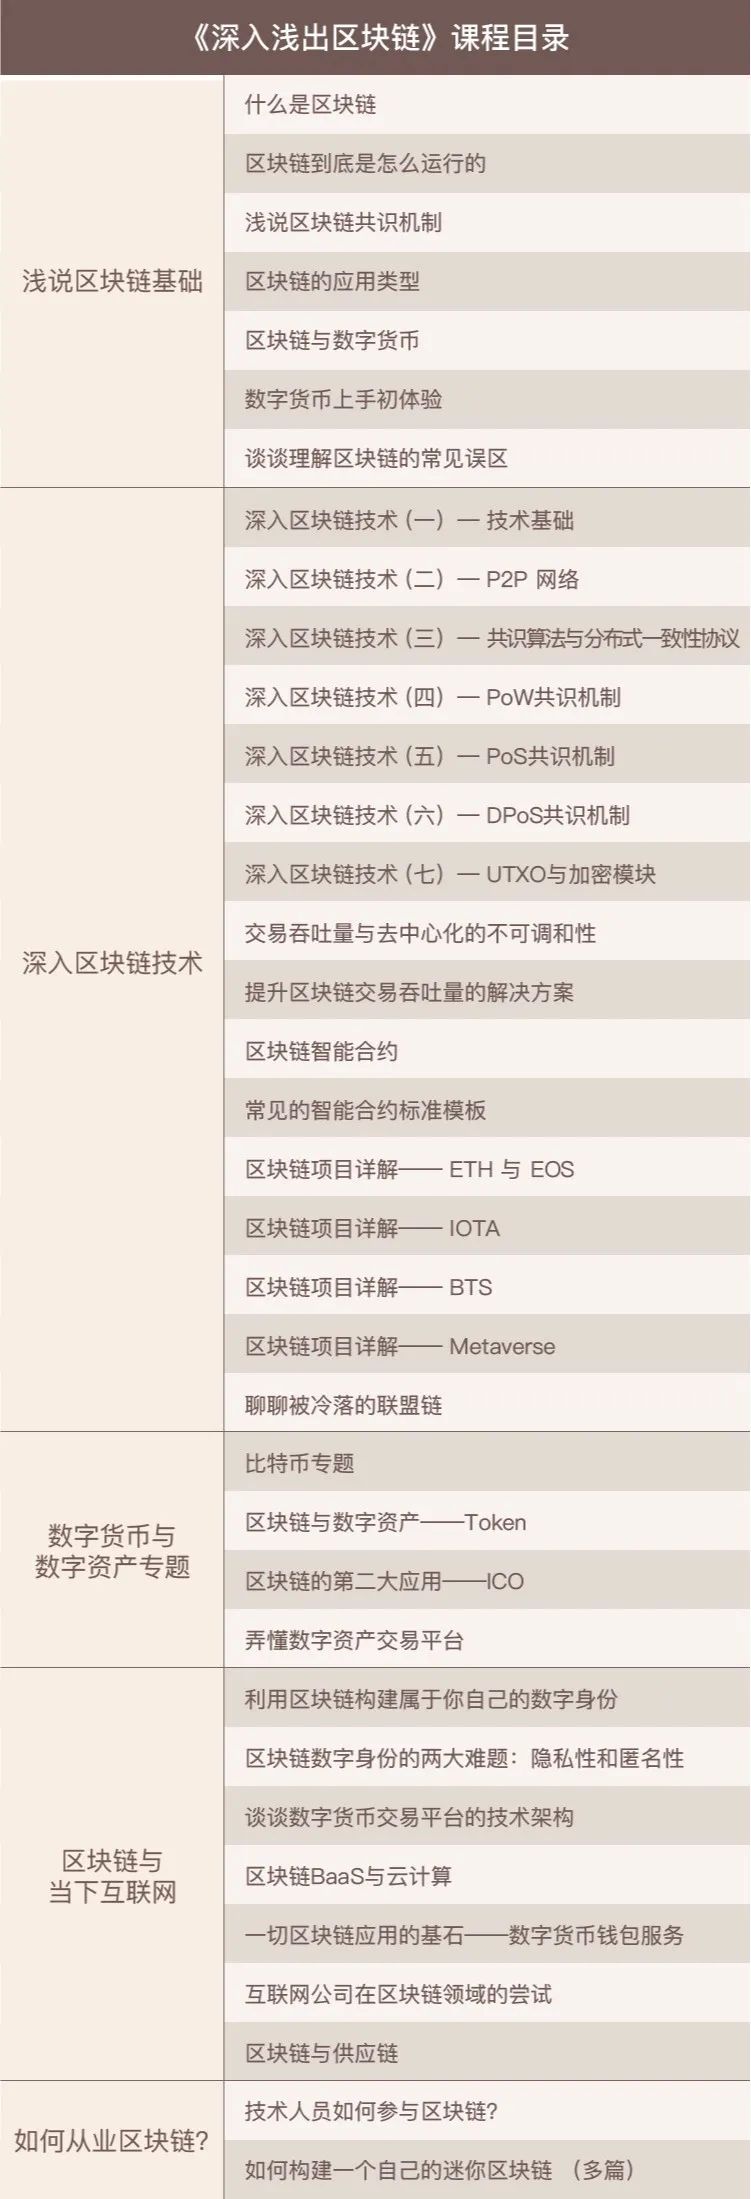 《深入浅出区块链》课程目录
浅说区块链基础
什么是区块链
区块链到底是怎么运行的
浅说区块链共识机制
区块链的应用类型
区块链与数字货币
数字货币上手初体验
谈谈理解区块链的常见误区
深入区块链技术
深入区块链技术（一）— 技术基础
深入区块链技术（二）— P2P 网络
深入区块链技术（三）— 共识算法与分布式一致性协议
深入区块链技术（四）— PoW共识机制
深入区块链技术（五）— PoS共识机制
深入区块链技术（六）— DPoS共识机制
深入区块链技术（七）— UTXO与加密模块
交易吞吐量与去中心化的不可调和性
提升区块链交易吞吐量的解决方案
区块链智能合约
常见的智能合约标准模板
区块链项目详解—— ETH 与 EOS
区块链项目详解—— IOTA
区块链项目详解—— BTS
区块链项目详解—— Metaverse
聊聊被冷落的联盟链
数字货币与
数字资产专题
比特币专题
区块链与数字资产——Token
区块链的第二大应用——ICO
弄懂数字资产交易平台
区块链与
当下互联网
利用区块链构建属于你自己的数字身份
区块链数字身份的两大难题：隐私性和匿名性
谈谈数字货币交易平台的技术架构
区块链BaaS与云计算
一切区块链应用的基石——数字货币钱包服务
互联网公司在区块链领域的尝试
区块链与供应链
如何从业区块链？
技术人员如何参与区块链？
如何构建一个自己的迷你区块链 （多篇）